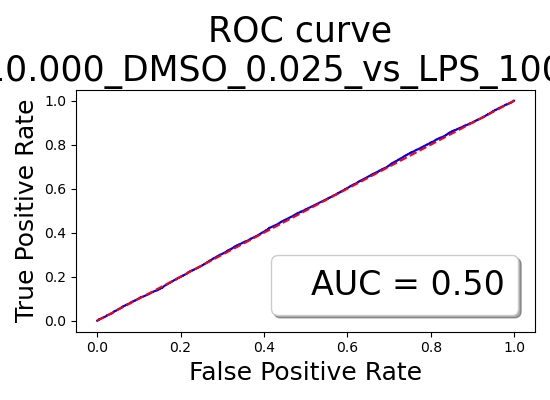 ROC curve
0.000_DMSO_0.025_vs_LPS_100
True Positive Rate
1.0
0.8
0.6
0.4
0.2
0.0
AUC = 0.50
0.0 0.2 0.4 0.6 0.8 1.0
False Positive Rate